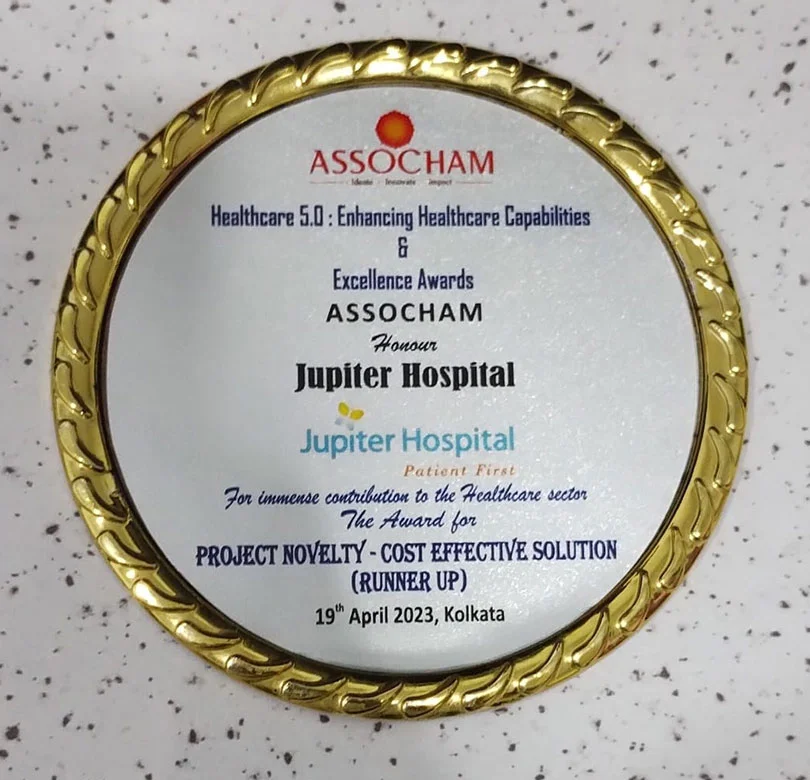 ASSOCHAM
Ideate Innovate Impact
Healthcare 5.0 : Enhancing Healthcare Capabilities
&
Excellence Awards
ASSOCHAM
Honour
Jupiter Hospital
Jupiter Hospital
Patient First
For immense contribution to the Healthcare sector
The Award for
PROJECT NOVELTY - COST EFFECTIVE SOLUTION
(RUNNER UP)
19th April 2023, Kolkata